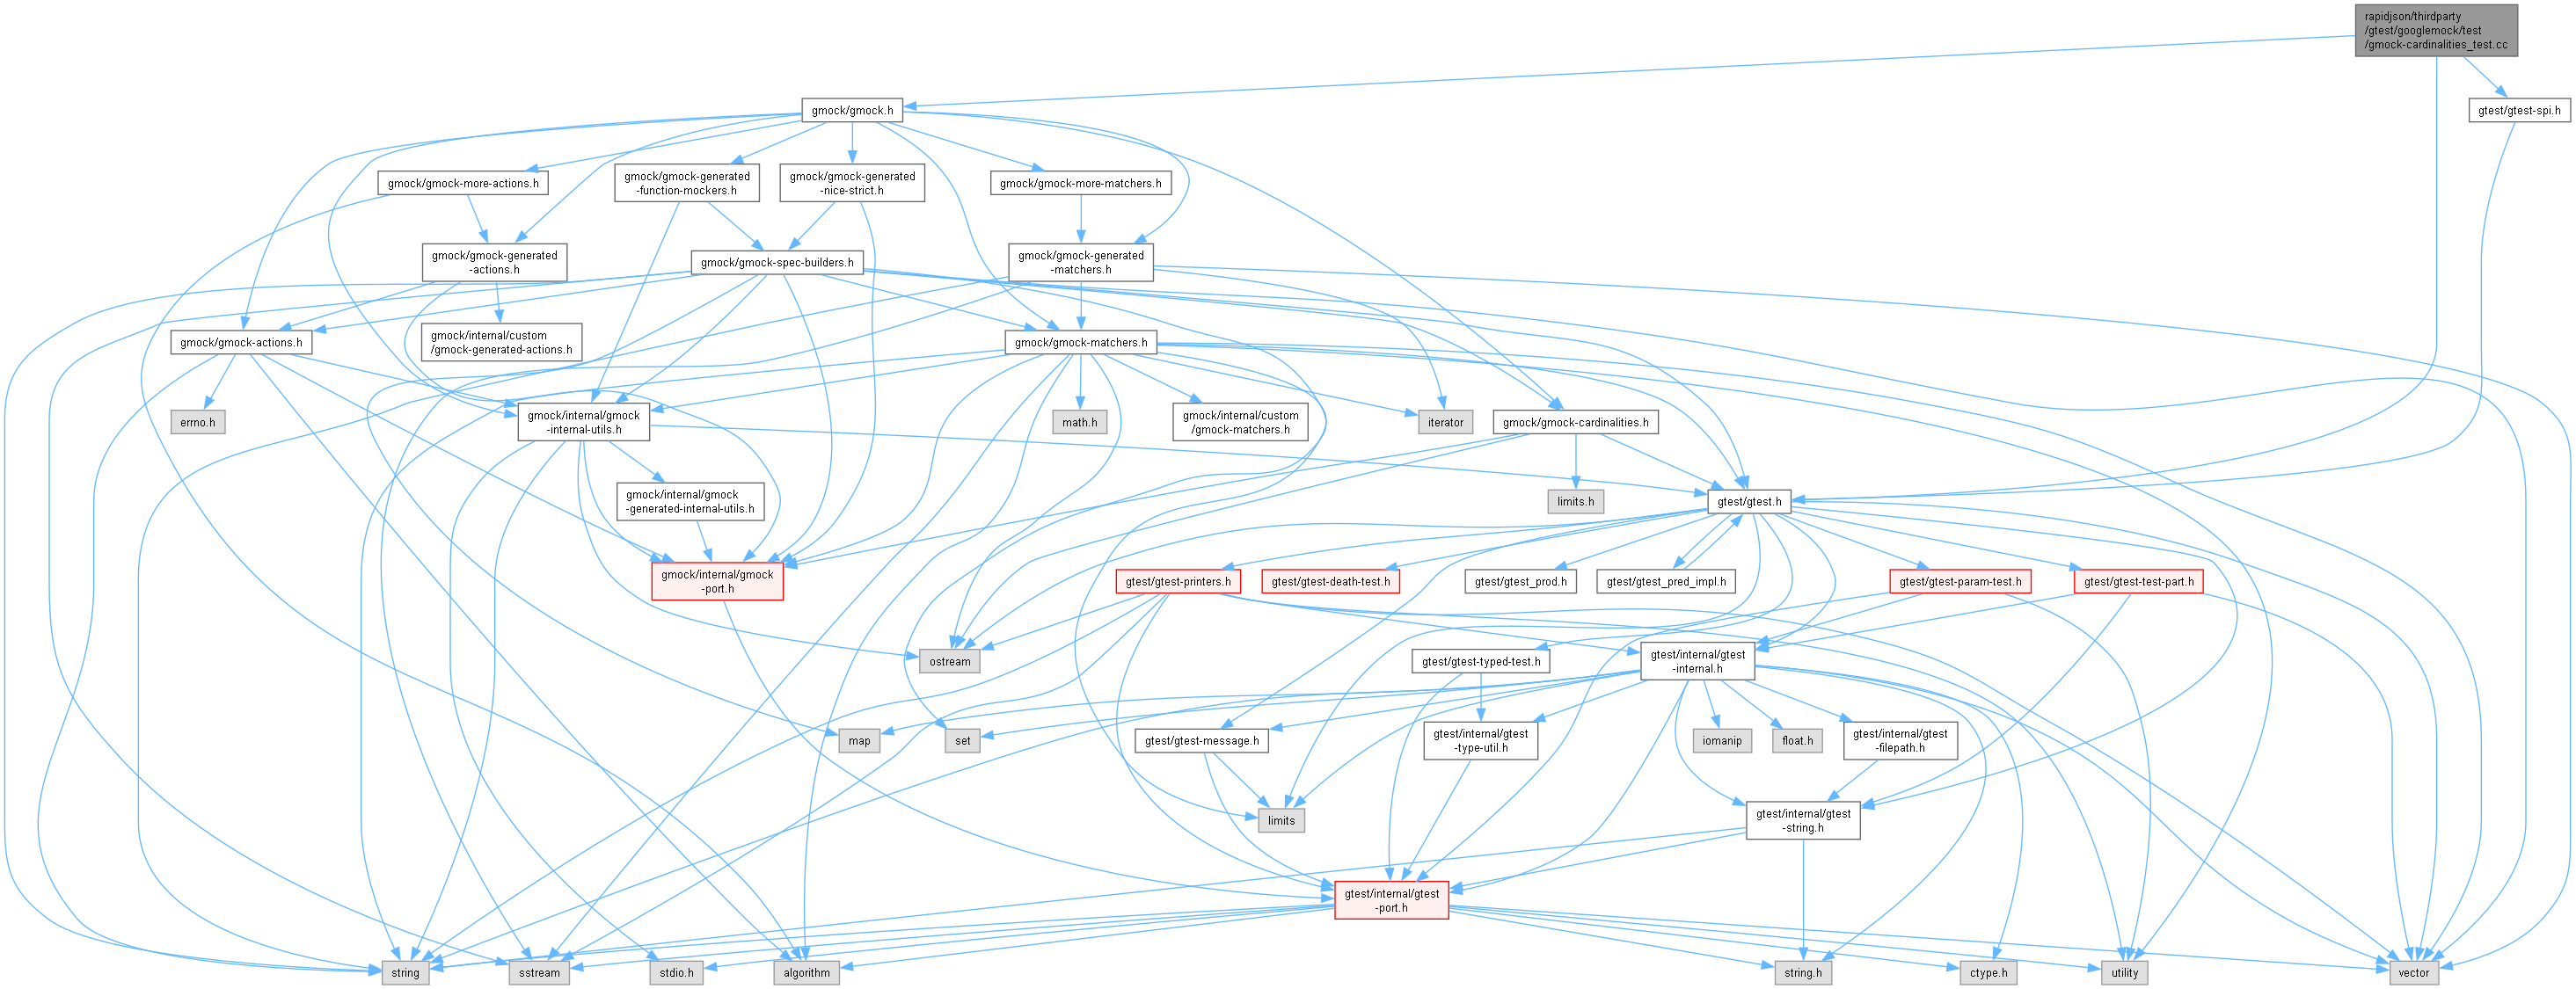 rapidjson/thirdparty
/gtest/googlemock/test
/gmock-cardinalities_test.cc
gmock/gmock.h
gtest/gtest-spi.h
gmock/gmock-more-actions.h
gmock/gmock-generated
-function-mockers.h
gmock/gmock-generated
-nice-strict.h
gmock/gmock-more-matchers.h
gmock/gmock-generated
-actions.h
gmock/gmock-spec-builders.h
gmock/gmock-generated
-matchers.h
gmock/gmock-actions.h
gmock/internal/custom
/gmock-generated-actions.h
gmock/gmock-matchers.h
errno.h
gmock/internal/gmock
-internal-utils.h
math.h
gmock/internal/custom
/gmock-matchers.h
iterator
gmock/gmock-cardinalities.h
gmock/internal/gmock
-generated-internal-utils.h
limits.h
gtest/gtest.h
gmock/internal/gmock
-port.h
gtest/gtest-printers.h
gtest/gtest-death-test.h
gtest/gtest_prod.h
gtest/gtest_pred_impl.h
gtest/gtest-param-test.h
gtest/gtest-test-part.h
ostream
gtest/gtest-typed-test.h
gtest/internal/gtest
-internal.h
map
set
gtest/gtest-message.h
gtest/internal/gtest
-type-util.h
iomanip
float.h
gtest/internal/gtest
-filepath.h
limits
gtest/internal/gtest
-string.h
gtest/internal/gtest
-port.h
string
sstream
stdio.h
algorithm
string.h
ctype.h
utility
vector